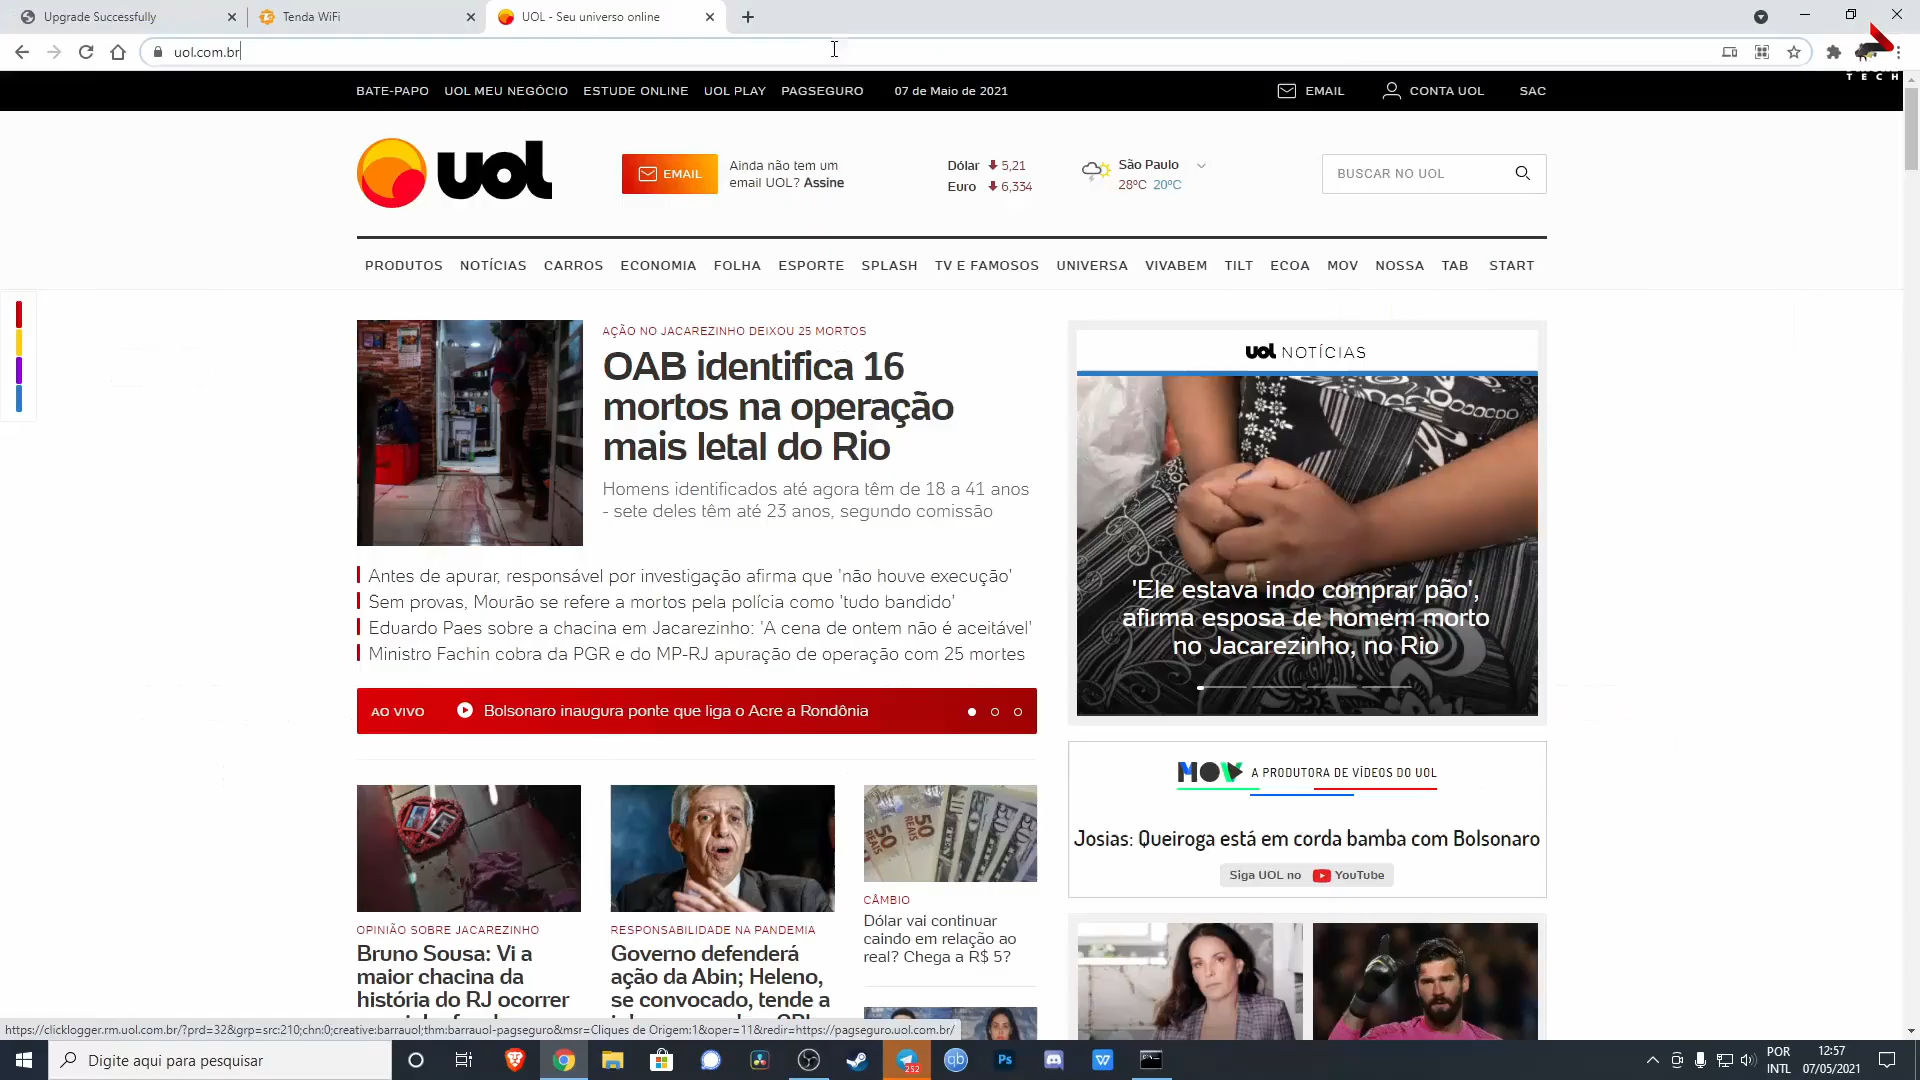 Upgrade Successfully
Tenda WiFi
UOL - Seu universo online
uol.com.br
TECH
BATE-PAPO UOL MEU NEGÓCIO ESTUDE ONLINE UOL PLAY PAGSEGURO 07 de Maio de 2021 EMAIL CONTA UOL SAC
uol
EMAIL
Ainda não tem um
email UOL? Assine
Dólar 5,21
Euro 6,334
São Paulo
28ºC 20ºC
BUSCAR NO UOL
PRODUTOS NOTÍCIAS CARROS ECONOMIA FOLHA ESPORTE SPLASH TV E FAMOSOS UNIVERSA VIVABEM TILT ECOA MOV NOSSA TAB START
AÇÃO NO JACAREZINHO DEIXOU 25 MORTOS
OAB identifica 16
mortos na operação
mais letal do Rio
Homens identificados até agora têm de 18 a 41 anos
- sete deles têm até 23 anos, segundo comissão
Antes de apurar, responsável por investigação afirma que 'não houve execução'
Sem provas, Mourão se refere a mortos pela polícia como 'tudo bandido'
Eduardo Paes sobre a chacina em Jacarezinho: 'A cena de ontem não é aceitável'
Ministro Fachin cobra da PGR e do MP-RJ apuração de operação com 25 mortes
AO VIVO Bolsonaro inaugura ponte que liga o Acre a Rondônia
uol NOTÍCIAS
'Ele estava indo comprar pão',
afirma esposa de homem morto
no Jacarezinho, no Rio
MOV A PRODUTORA DE VÍDEOS DO UOL
Josias: Queiroga está em corda bamba com Bolsonaro
Siga UOL no YouTube
OPINIÃO SOBRE JACAREZINHO
Bruno Sousa: Vi a
maior chacina da
história do RJ ocorrer
RESPONSABILIDADE NA PANDEMIA
Governo defenderá
ação da Abin; Heleno,
se convocado, tende a
50
REAIS
50
REAIS
CÂMBIO
Dólar vai continuar
caindo em relação ao
real? Chega a R$ 5?
https://clicklogger.rm.uol.com.br/?prd=32&grp=src:210;chn:0;creative:barrauol;thm:barrauol-pagseguro&msr=Cliques de Origem:1&oper=11&redir=https://pagseguro.uol.com.br/
Digite aqui para pesquisar
252
qb
Ps
POR
INTL
12:57
07/05/2021